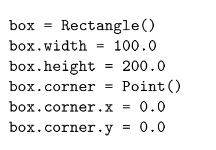 box = Rectangle()
box.width = 100.0
box.height = 200.0
box.corner = Point()
box.corner.x = 0.0
box.corner.y = 0.0